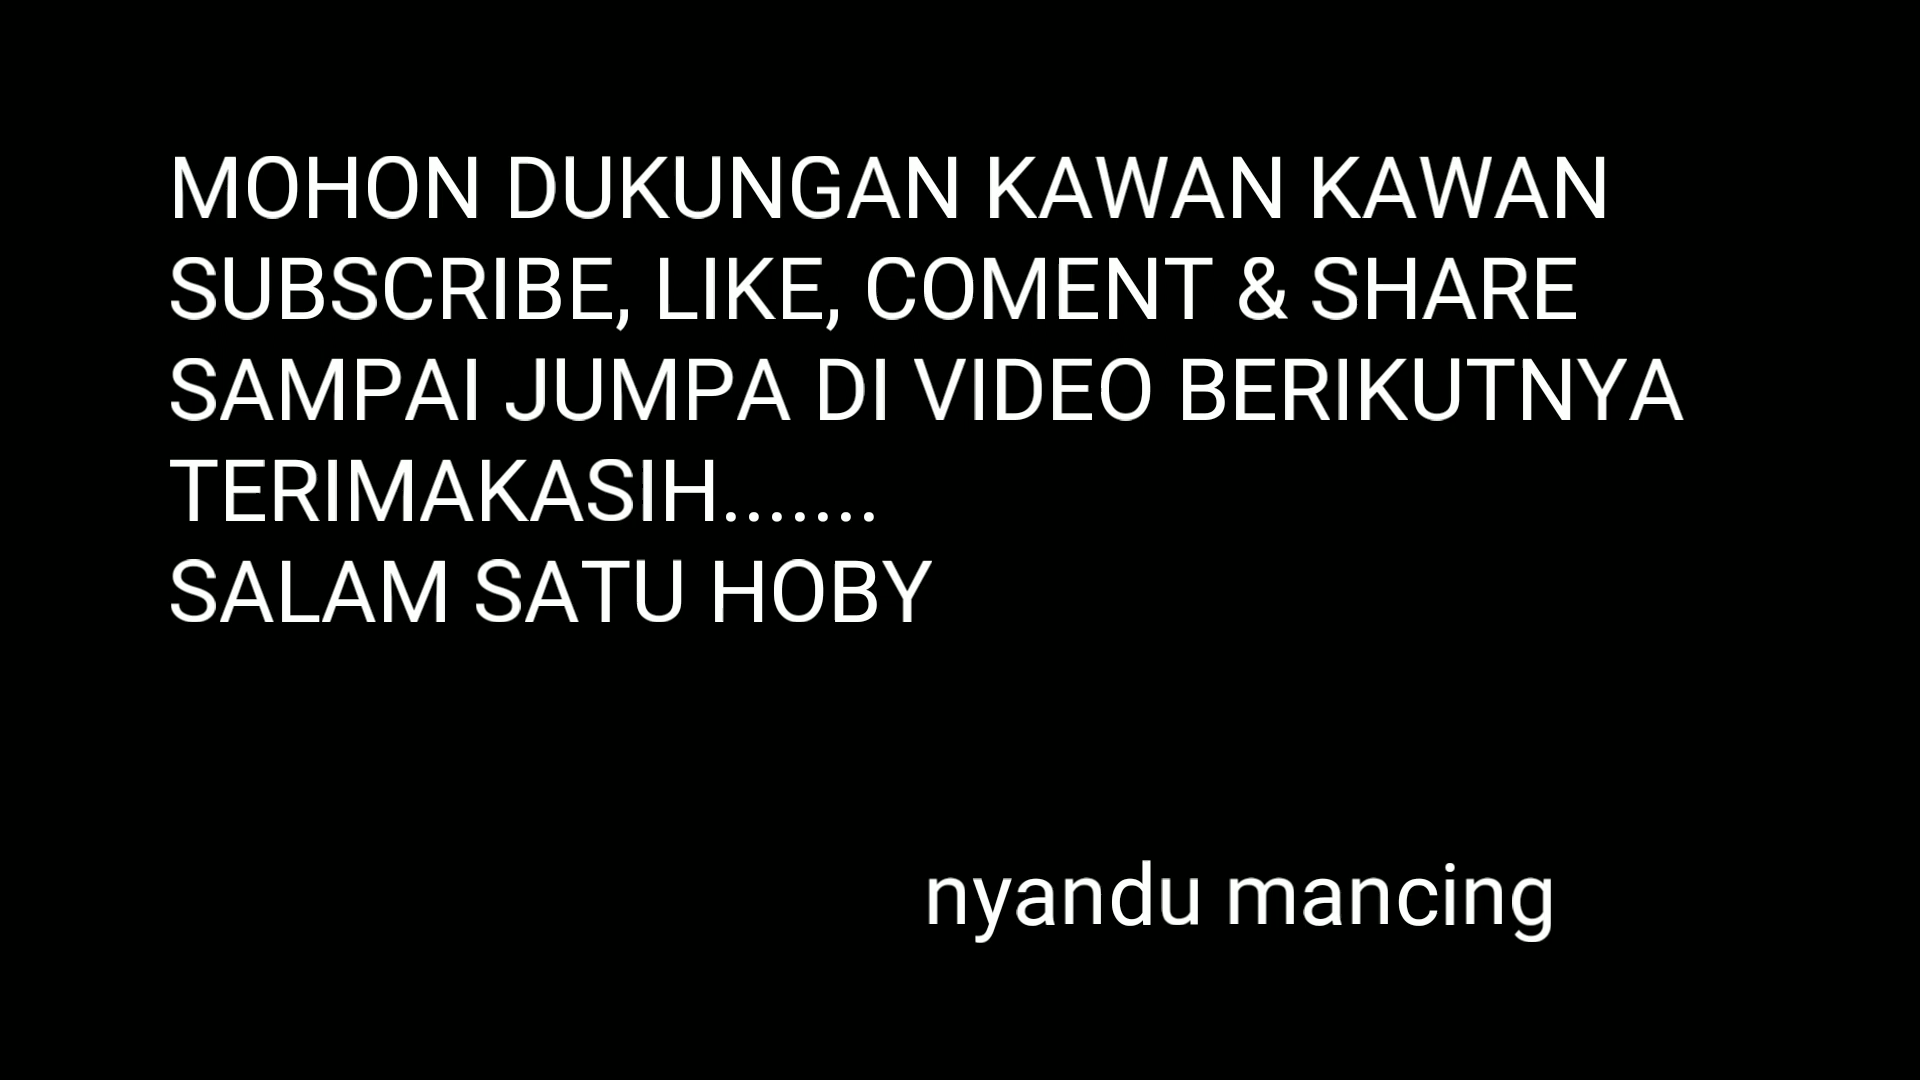 MOHON DUKUNGAN KAWAN KAWAN
SUBSCRIBE, LIKE, COMENT & SHARE
SAMPAI JUMPA DI VIDEO BERIKUTNYA
TERIMAKASIH.......
SALAM SATU HOBY
nyandu mancing